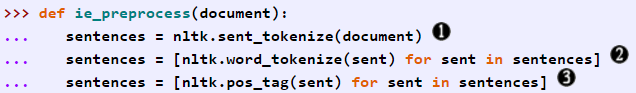 >>> def ie_preprocess(document):
...    sentences = nltk.sent_tokenize(document) ❶
...    sentences = [nltk.word_tokenize(sent) for sent in sentences] ❷
...    sentences = [nltk.pos_tag(sent) for sent in sentences] ❸